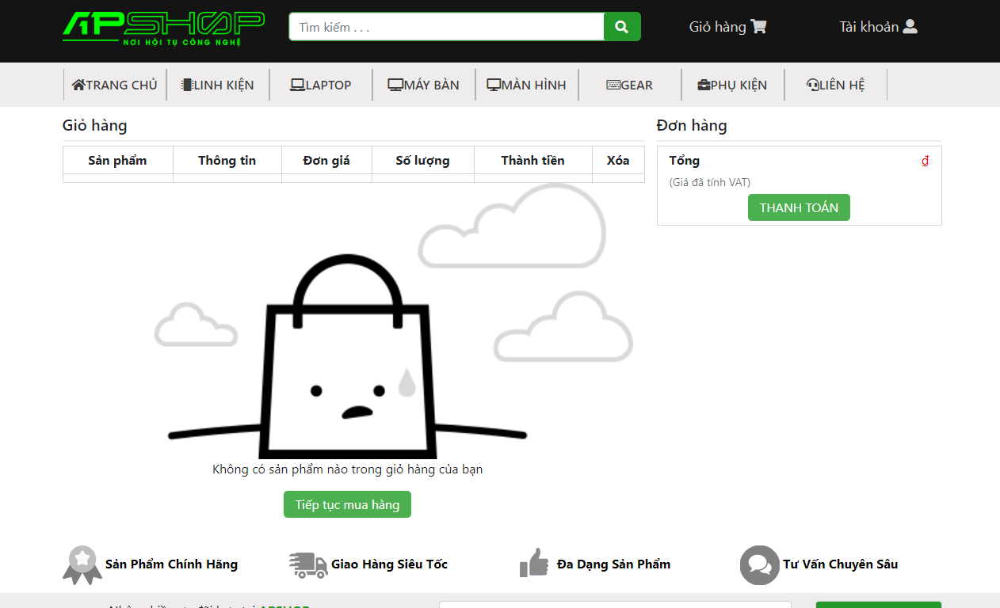 APSHOP
NƠI HỘI TỤ CÔNG NGHỆ
Tìm kiếm . . .
Giỏ hàng
Tài khoản
TRANG CHỦ
LINH KIỆN
LAPTOP
MÁY BÀN
MÀN HÌNH
GEAR
PHỤ KIỆN
LIÊN HỆ
Giỏ hàng
Sản phẩm Thông tin Đơn giá Số lượng Thành tiền Xóa
Không có sản phẩm nào trong giỏ hàng của bạn
Tiếp tục mua hàng
Đơn hàng
Tổng ₫
(Giá đã tính VAT)
THANH TOÁN
Sản Phẩm Chính Hãng
Giao Hàng Siêu Tốc
Đa Dạng Sản Phẩm
Tư Vấn Chuyên Sâu
APSHOP